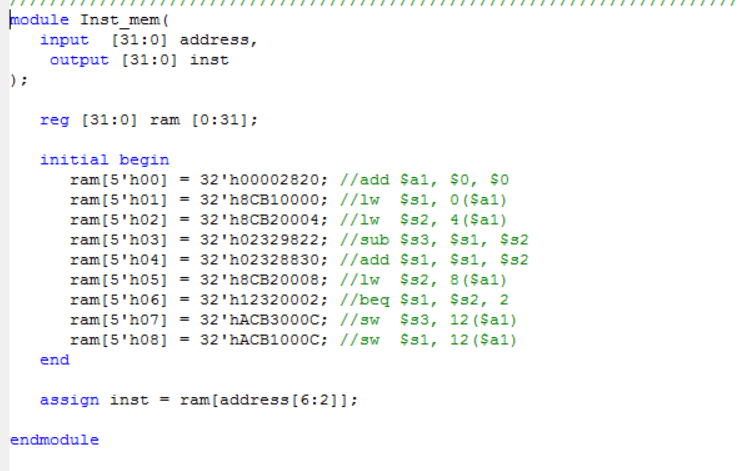 ////////////////////////////////////////////////////////////////////////
module Inst_mem(
input [31:0] address,
output [31:0] inst
);
reg [31:0] ram [0:31];
initial begin
ram[5'h00] = 32'h00002820; //add $a1, $0, $0
ram[5'h01] = 32'h8CB10000; //lw $s1, 0($a1)
ram[5'h02] = 32'h8CB20004; //lw $s2, 4($a1)
ram[5'h03] = 32'h02329822; //sub $s3, $s1, $s2
ram[5'h04] = 32'h02328830; //add $s1, $s1, $s2
ram[5'h05] = 32'h8CB20008; //lw $s2, 8($a1)
ram[5'h06] = 32'h12320002; //beq $s1, $s2, 2
ram[5'h07] = 32'hACB3000C; //sw $s3, 12($a1)
ram[5'h08] = 32'hACB1000C; //sw $s1, 12($a1)
end
assign inst = ram[address[6:2]];
endmodule